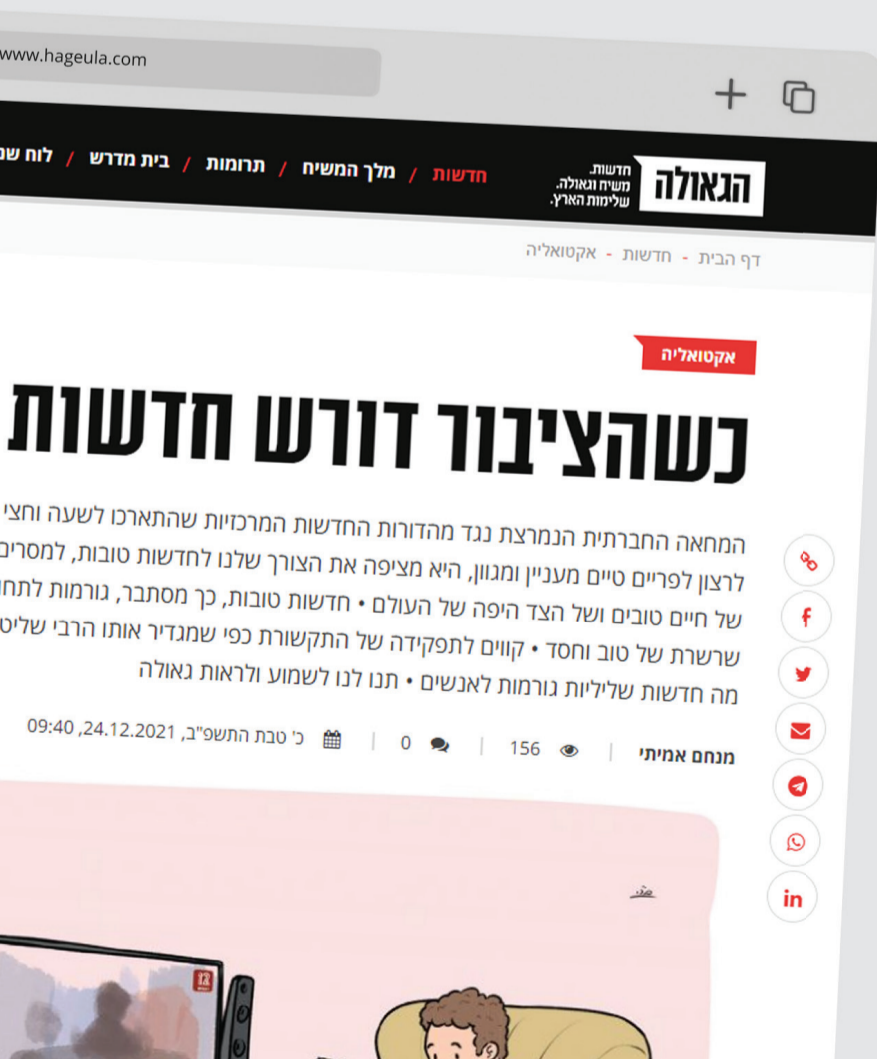 www.hageula.com
הגאולה
חדשות.
משיח וגאולה.
שלימות הארץ.
חדשות / מלך המשיח / תרומות / בית מדרש / לוח
דף הבית - חדשות - אקטואליה
אקטואליה
כשהציבור דורש חדשות
המחאה החברתית הנמרצת נגד מהדורות החדשות המרכזיות שהתארכו לשעה וחצי
לרצון לפריים טיים מעניין ומגוון, היא מציפה את הצורך שלנו לחדשות טובות, למסרים
של חיים טובים ושל הצד היפה של העולם • חדשות טובות, כך מסתבר, גורמות
שרשרת של טוב וחסד • קווים לתפקידה של התקשורת כפי שמגדיר אותו הרבי
מה חדשות שליליות גורמות לאנשים • תנו לנו לשמוע ולראות גאולה
מנחם אמיתי | 156 | 0 | כ' טבת התשפ"ב, 24.12.2021, 09:40
f
in
12